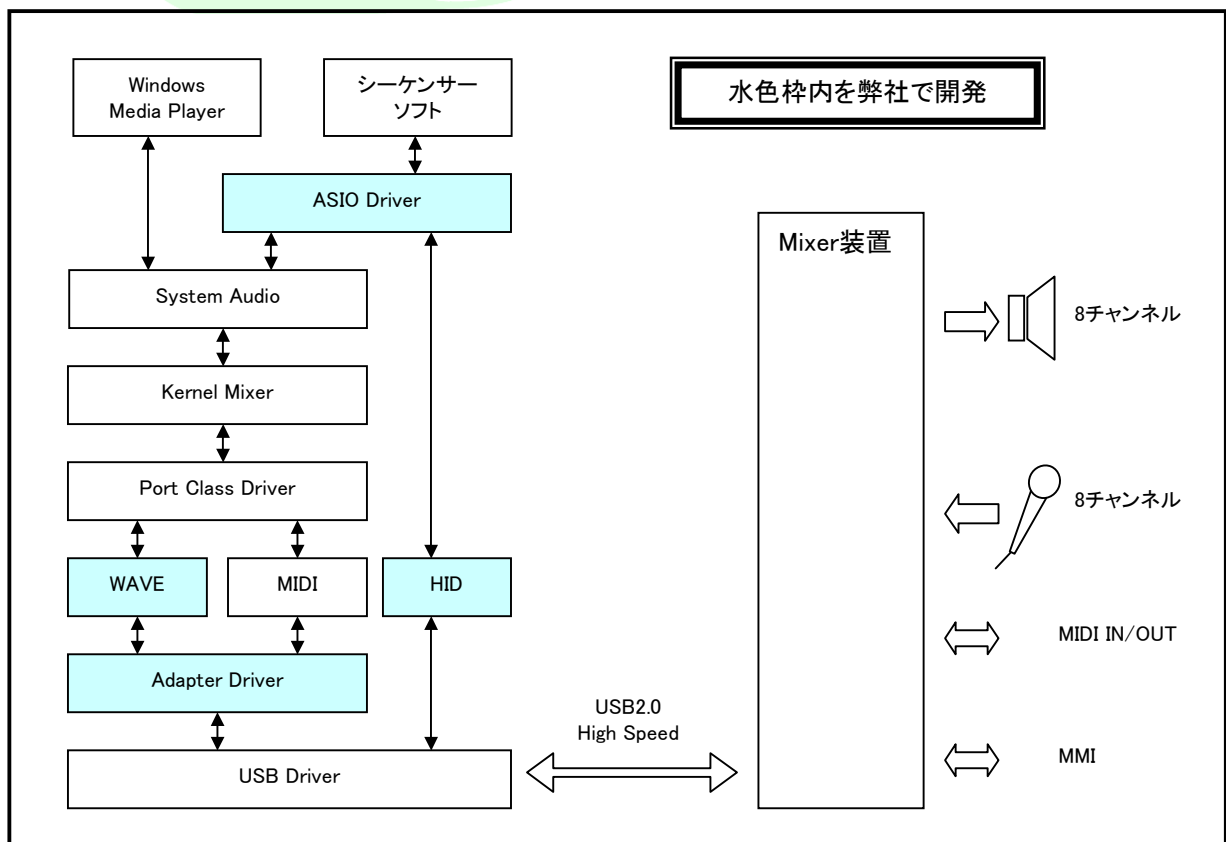 Windows
Media Player
シーケンサー
ソフト
水色枠内を弊社で開発
ASIO Driver
Mixer装置
System Audio
8チャンネル
Kernel Mixer
Port Class Driver
8チャンネル
WAVE
MIDI
HID
MIDI IN/OUT
Adapter Driver
USB2.0
High Speed
MMI
USB Driver